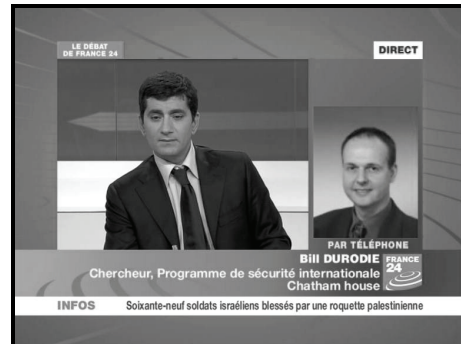 LE DÉBAT
DE FRANCE 24
DIRECT
PAR TÉLÉPHONE
Bill DURODIE
Chercheur, Programme de sécurité internationale
Chatham house
FRANCE
24
INFOS Soixante-neuf soldats israéliens blessés par une roquette palestinienne